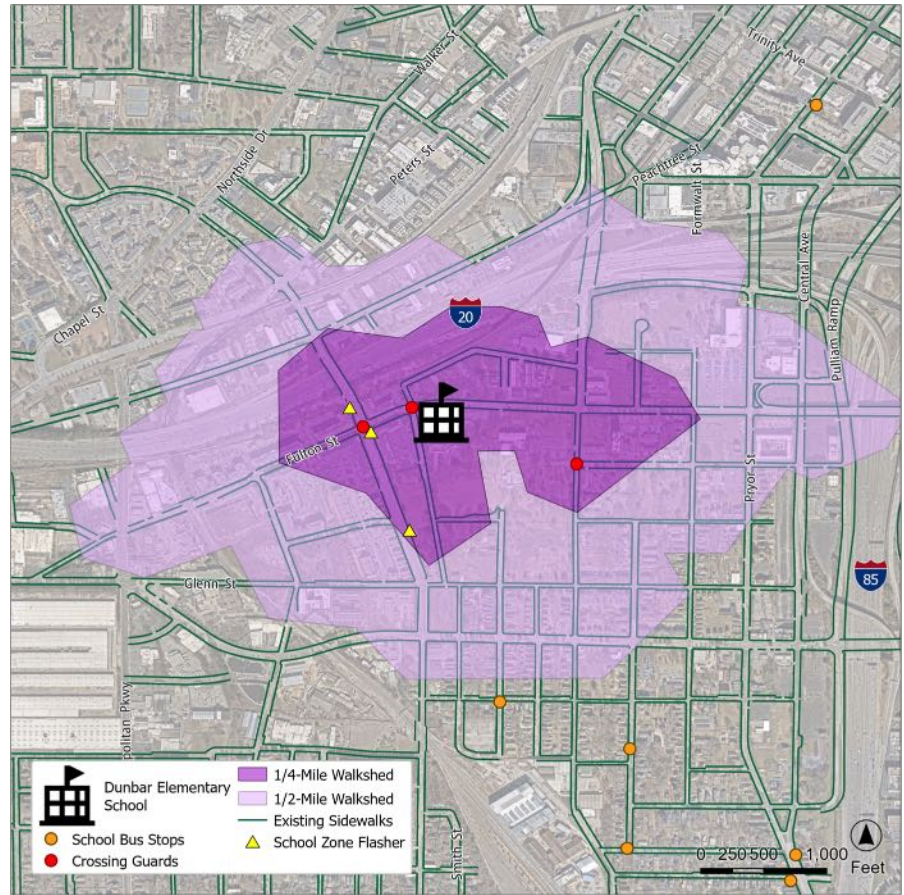 Trinity Ave
Walker St
Northside Dr
Peters St
Peachtree St
Formwalt St
Central Ave
Chapel St
20
Pulliam Ramp
Fulton St
Pryor St
85
Glenn St
politan Pkwy
Smith St
Dunbar Elementary
School
School Bus Stops
Crossing Guards
1/4-Mile Walkshed
1/2-Mile Walkshed
Existing Sidewalks
School Zone Flasher
0 250 500 1,000
Feet